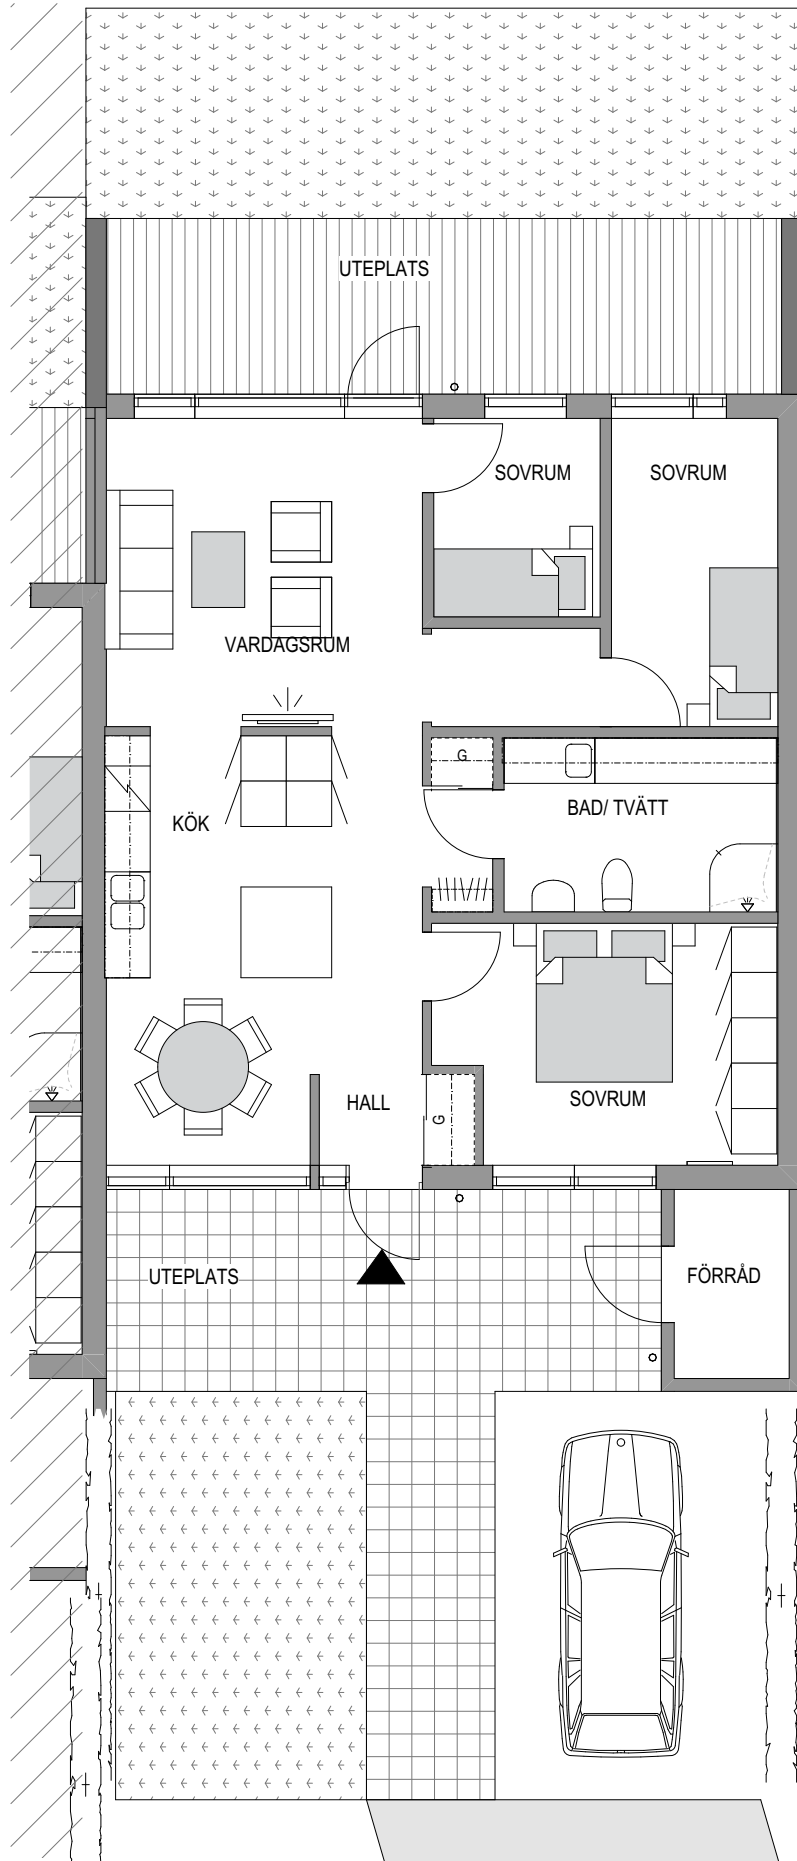 UTEPLATS
SOVRUM
SOVRUM
VARDAGSRUM
G
BAD/ TVÄTT
KÖK
SOVRUM
HALL
G
FÖRRÅD
UTEPLATS